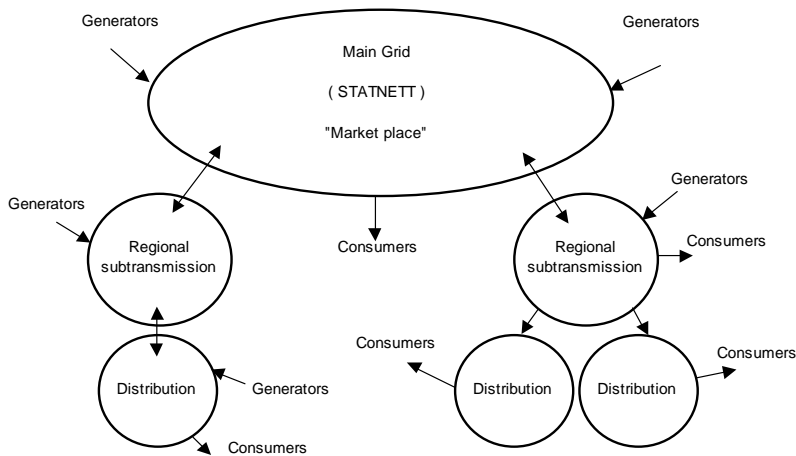 Generators
Generators
Main Grid
( STATNETT )
"Market place"
Generators
Generators
Consumers
Regional
subtransmission
Regional
subtransmission
Consumers
Consumers
Consumers
Distribution
Generators
Distribution
Distribution
Consumers